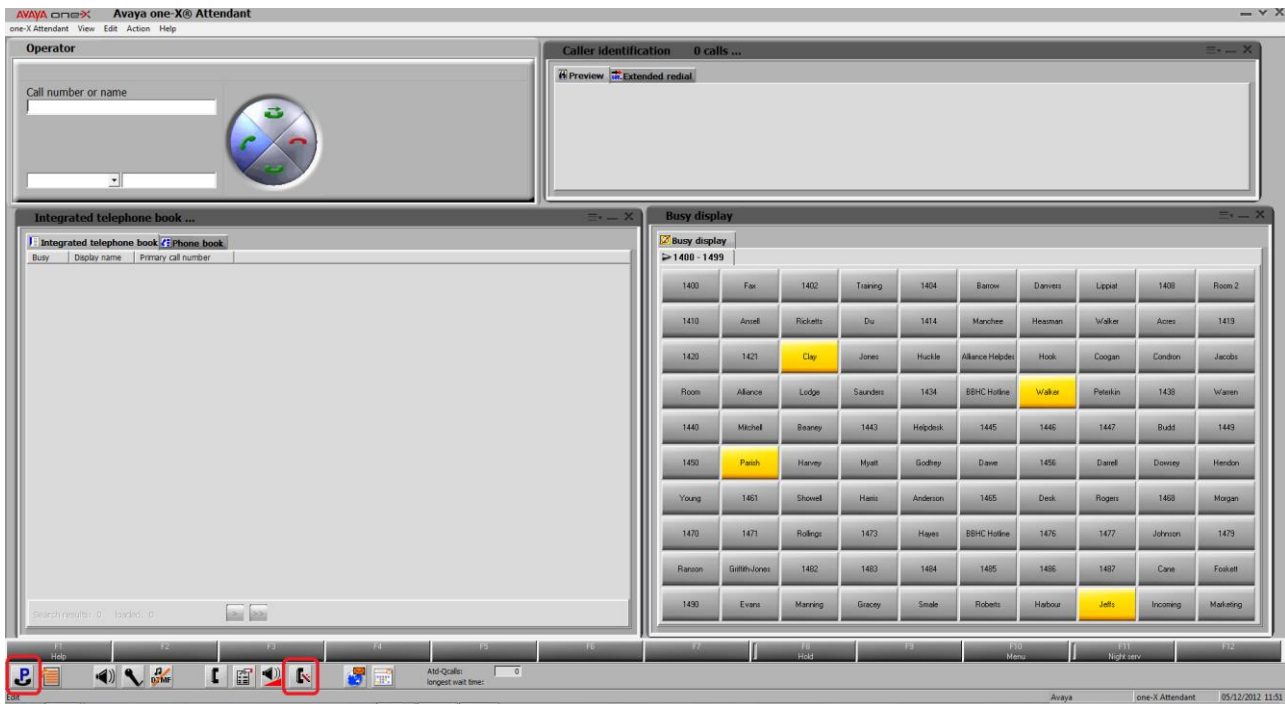 AVAYA one-X Avaya one-X® Attendant
one-X Attendant View Edit Action Help
Operator
Call number or name
Caller identification 0 calls ...
Preview Extended redial
Integrated telephone book ...
Integrated telephone book Phone book
Busy Display name Primary call number
Search results: 0 loaded: 0
> >>
Busy display
Busy display
1400 - 1499
1400 Fax 1402 Training 1404 Barrow Danvers Lippiat 1408 Room 2
1410 Ansell Ricketts Du 1414 Manchee Heasman Walker Acres 1419
1420 1421 Clay Jones Huckle Alliance Helpdes Hook Coogan Condron Jacobs
Room Alliance Lodge Saunders 1434 BBHC Hotline Walker Peterkin 1438 Warren
1440 Mitchell Beaney 1443 Helpdesk 1445 1446 1447 Budd 1449
1450 Parish Harvey Myatt Godfrey Dawe 1456 Darrell Dowsey Hendon
Young 1461 Showell Harris Anderson 1465 Desk Rogers 1468 Morgan
1470 1471 Rollings 1473 Hayes BBHC Hotline 1476 1477 Johnson 1479
Ranson Griffith-Jones 1482 1483 1484 1485 1486 1487 Cane Foskett
1490 Evans Manning Gracey Smale Roberts Harbour Jeffs Incoming Marketing
F1 F2 F3 F4 F5 F6 F7 F8 F9 F10 F11 F12
Help Hold Menu Night serv
P DTMF
Atd-Qcalls: 0
longest wait time:
Edit Avaya one-X Attendant 05/12/2012 11:51